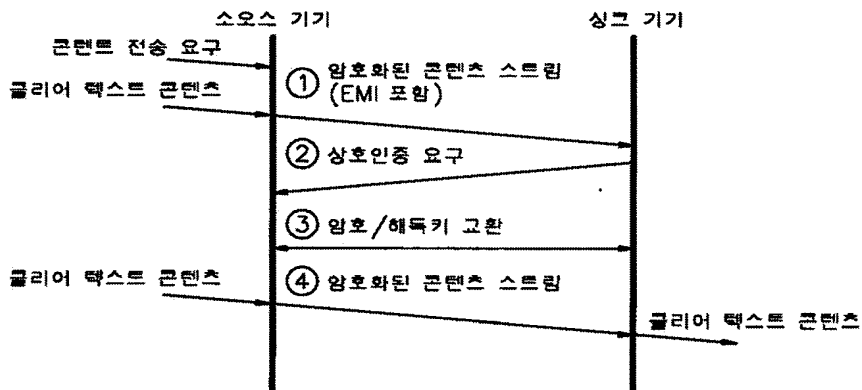 소오스 기기
싱크 기기
콘텐트 전송 요구
클리어 텍스트 콘텐츠
① 암호화된 콘텐츠 스트림
(EMI 포함)
② 상호인증 요구
③ 암호/해독키 교환
클리어 텍스트 콘텐츠
④ 암호화된 콘텐츠 스트림
클리어 텍스트 콘텐츠